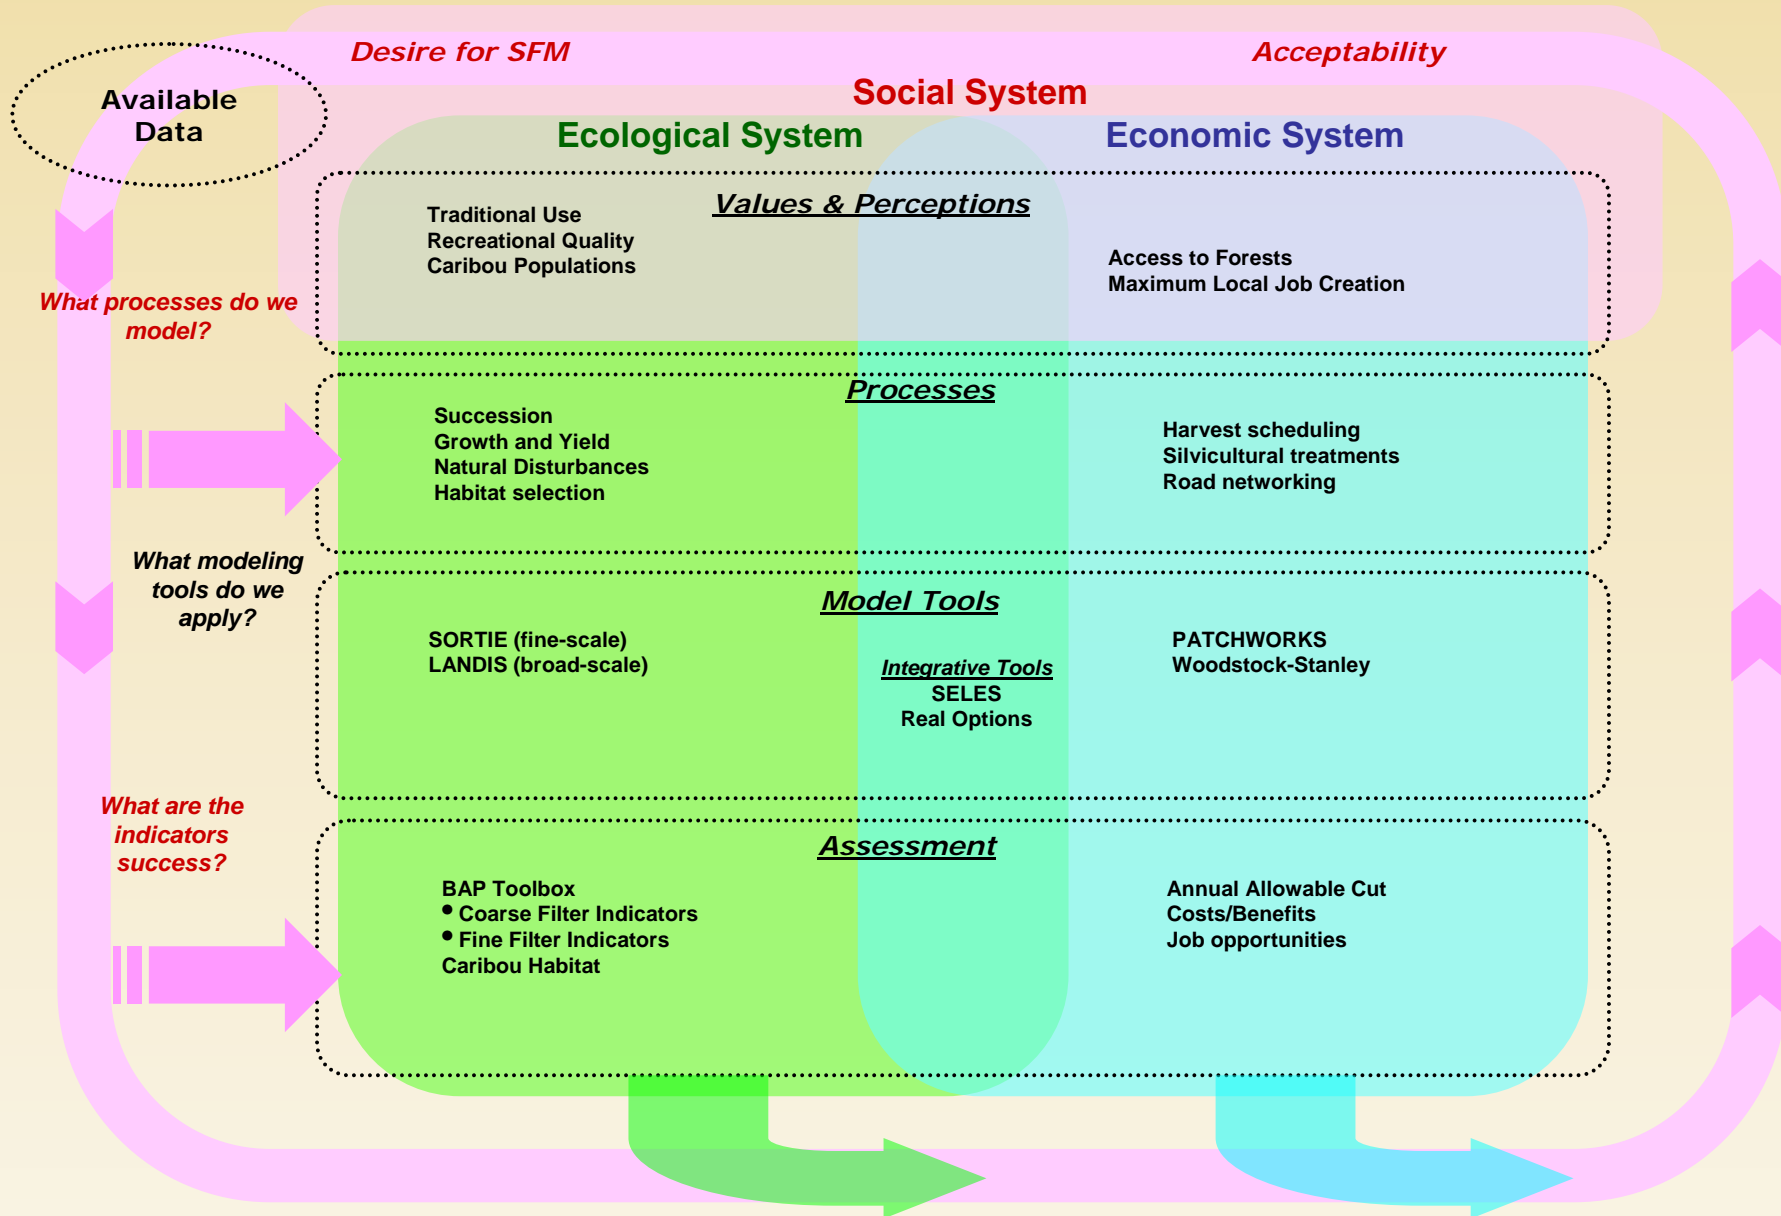 Desire for SFM
Acceptability
Available
Data
Social System
Ecological System
Economic System
Values & Perceptions
Traditional Use
Recreational Quality
Caribou Populations
Access to Forests
Maximum Local Job Creation
What processes do we
model?
Processes
Succession
Growth and Yield
Natural Disturbances
Habitat selection
Harvest scheduling
Silvicultural treatments
Road networking
What modeling
tools do we
apply?
Model Tools
SORTIE (fine-scale)
LANDIS (broad-scale)
Integrative Tools
SELES
Real Options
PATCHWORKS
Woodstock-Stanley
What are the
indicators
success?
Assessment
BAP Toolbox
• Coarse Filter Indicators
• Fine Filter Indicators
Caribou Habitat
Annual Allowable Cut
Costs/Benefits
Job opportunities